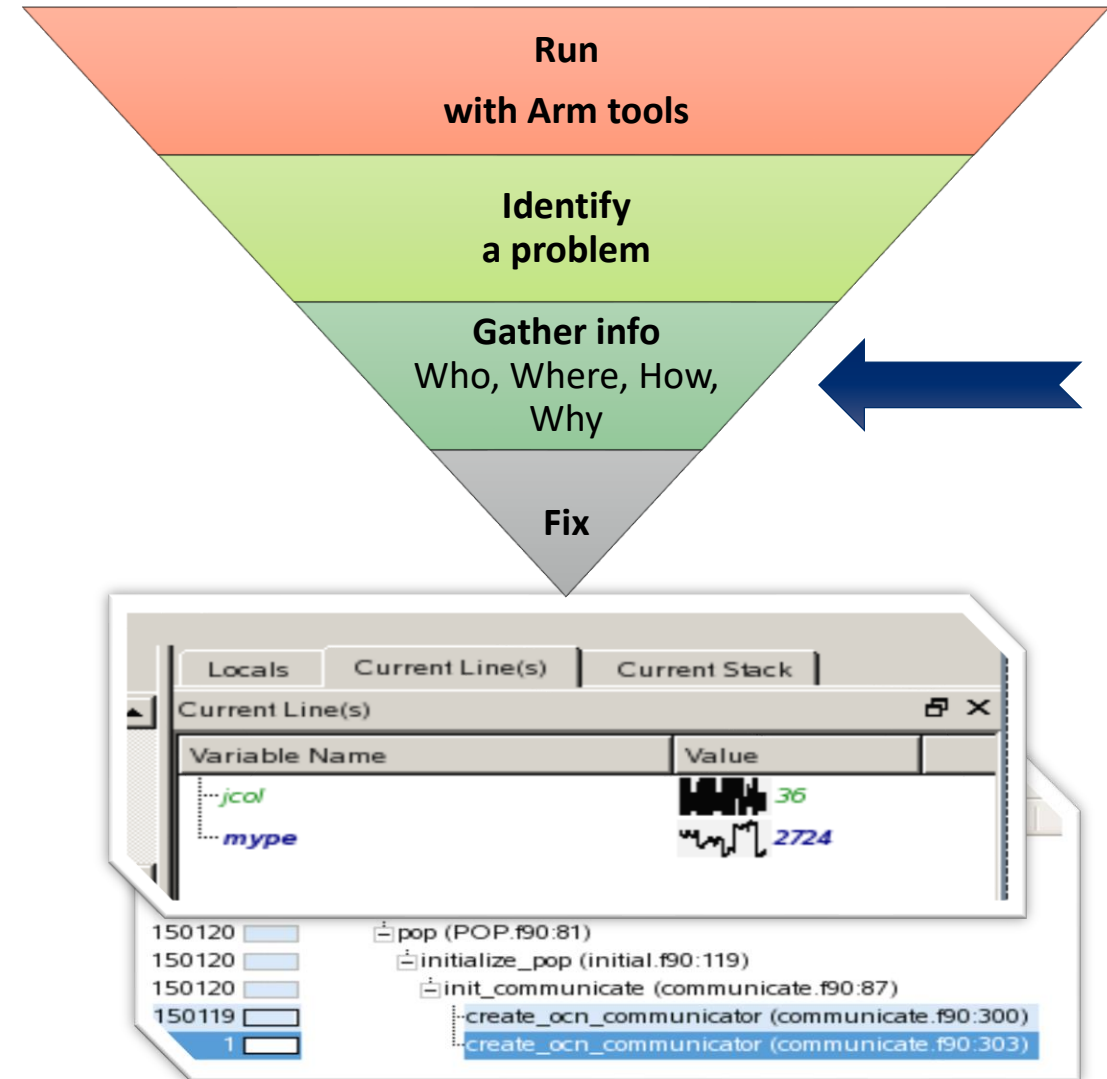 Run
with Arm tools
Identify
a problem
Gather info
Who, Where, How,
Why
Fix
Locals Current Line(s) Current Stack
Current Line(s)
Variable Name Value
jcol 36
mype 2724
150120 pop (POP.f90:81)
150120 initialize_pop (initial.f90:119)
150120 init_communicate (communicate.f90:87)
150119 create_ocn_communicator (communicate.f90:300)
1 create_ocn_communicator (communicate.f90:303)